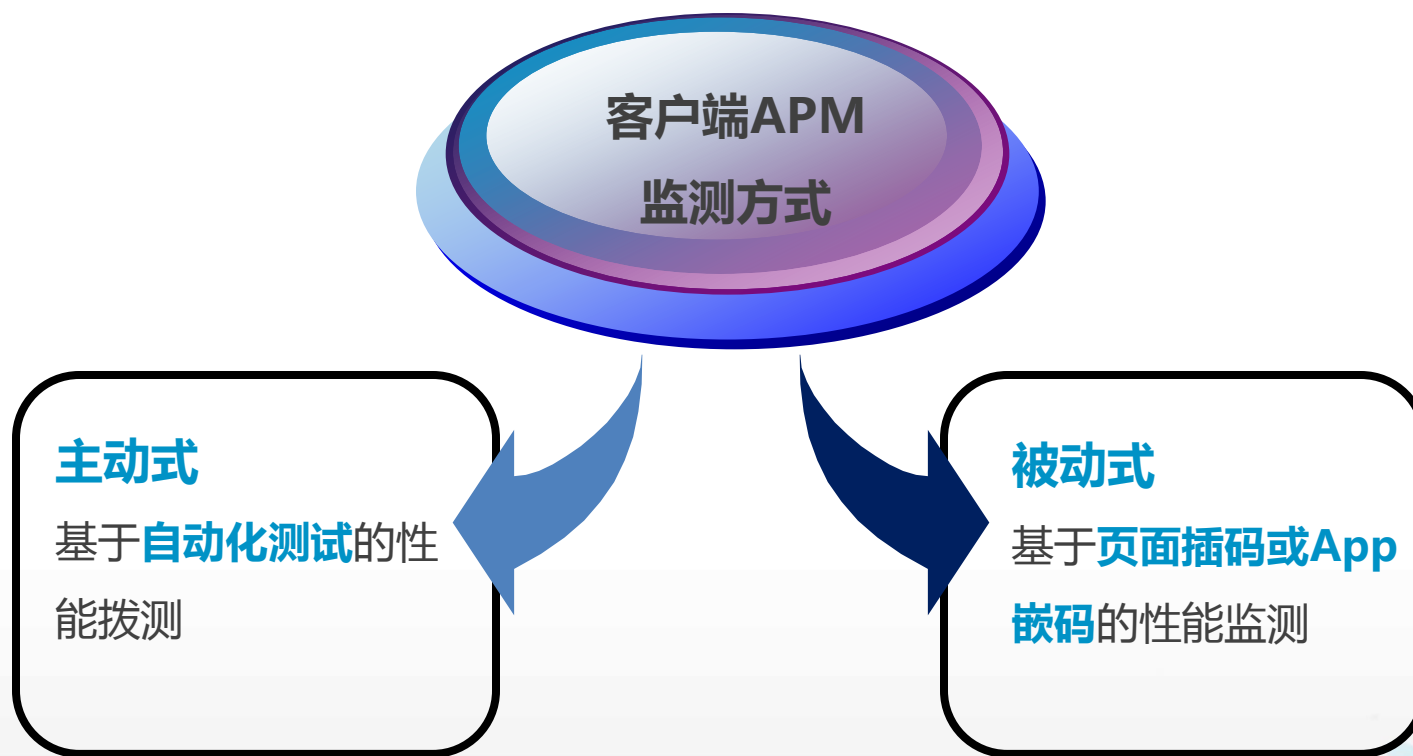 客户端APM
监测方式
主动式
基于自动化测试的性
能拨测
被动式
基于页面插码或App
嵌码的性能监测